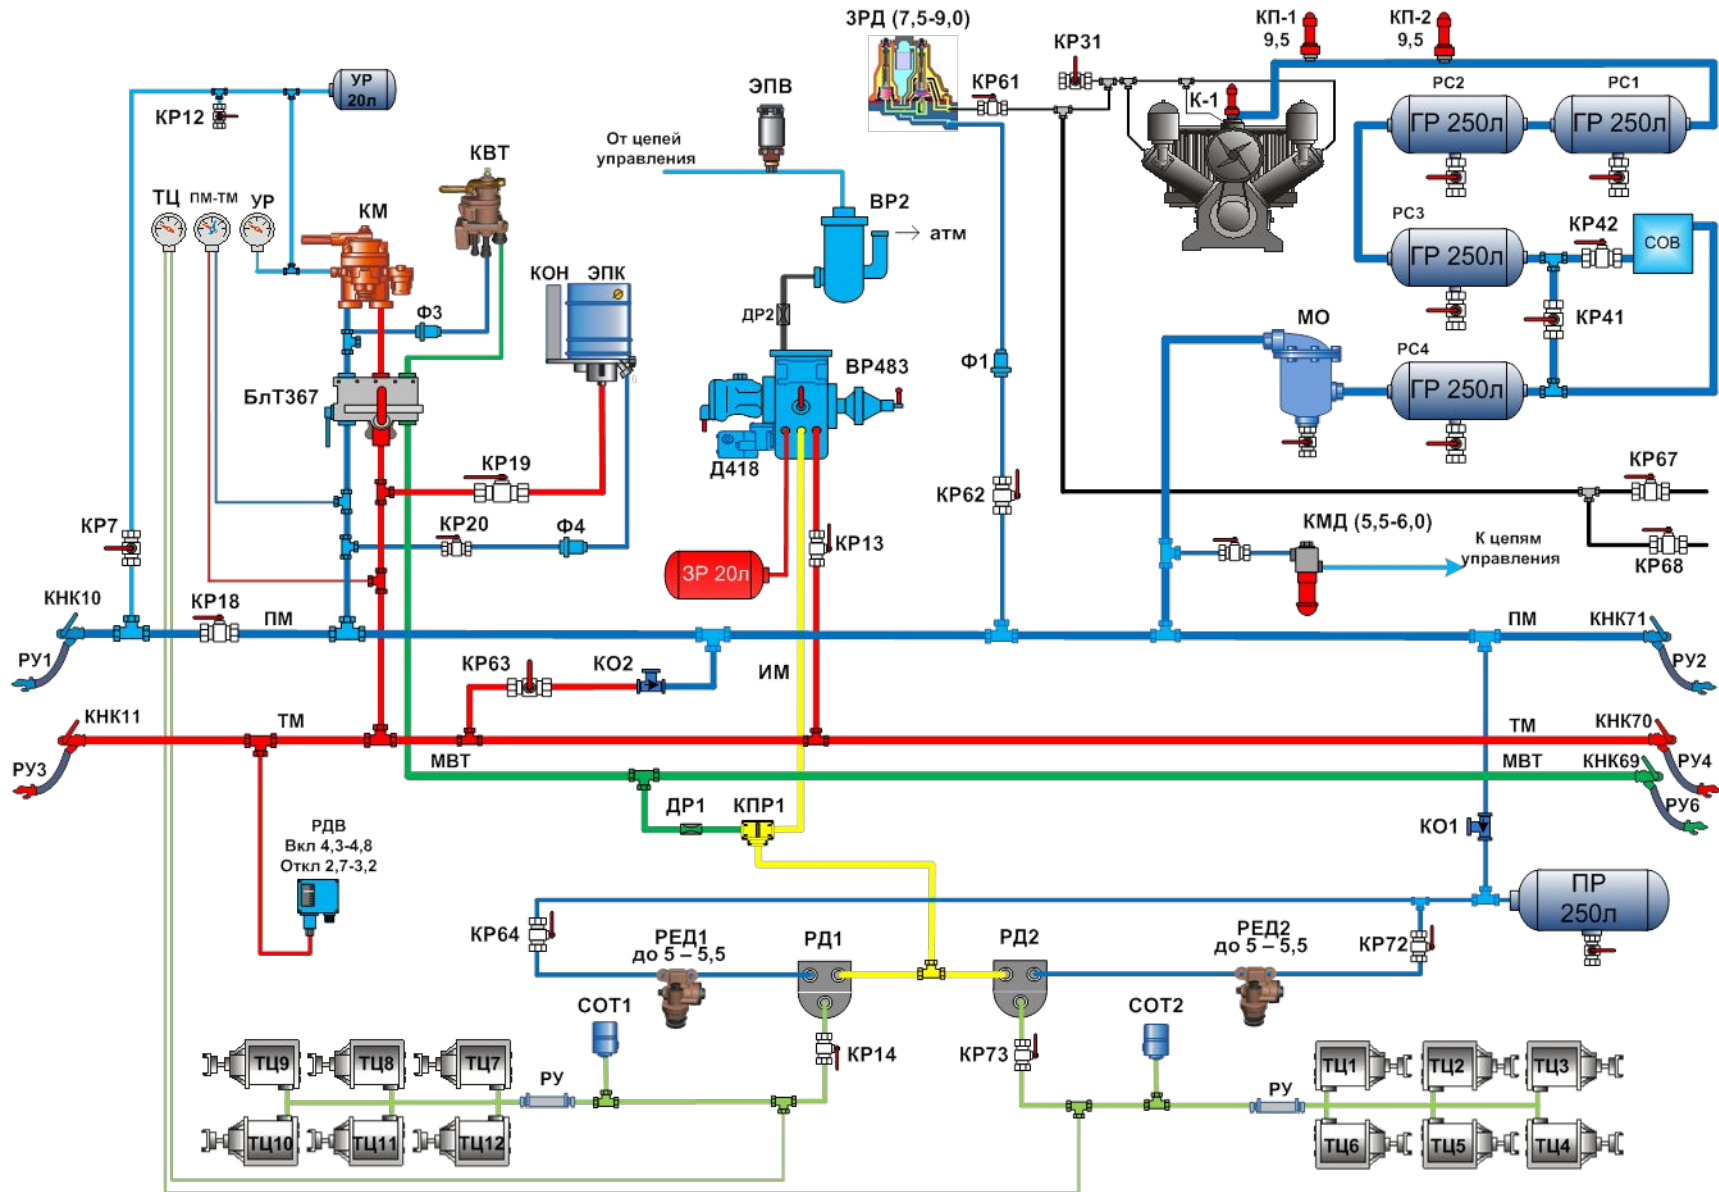 ЗРД (7,5-9,0)
КП-1
9,5
КП-2
9,5
КР31
УР
20л
ЭПВ
КР61
К-1
РС2
РС1
КР12
ГР 250л
ГР 250л
От цепей
управления
КВТ
ТЦ
ПМ-ТМ
УР
КМ
ВР2
атм
РС3
КР42
СОВ
ГР 250л
КОН
ЭПК
Ф3
ДР2
МО
КР41
Ф1
РС4
ВР483
БлТ367
ГР 250л
Д418
КР19
КР62
КР67
КР7
КР20
Ф4
КР13
КМД (5,5-6,0)
К цепям
управления
КР68
ЗР 20л
КНК10
КР18
ПМ
ПМ
КНК71
РУ1
КР63
КО2
ИМ
РУ2
КНК11
ТМ
ТМ
КНК70
РУ3
МВТ
МВТ
КНК69
РУ4
ДР1
КПР1
РУ6
РДВ
Вкл 4,3-4,8
Откл 2,7-3,2
КО1
ПР
250л
КР64
РЕД1
до 5 – 5,5
РД1
РД2
РЕД2
до 5 – 5,5
КР72
СОТ1
СОТ2
КР14
КР73
ТЦ9
ТЦ8
ТЦ7
РУ
РУ
ТЦ1
ТЦ2
ТЦ3
ТЦ10
ТЦ11
ТЦ12
ТЦ6
ТЦ5
ТЦ4